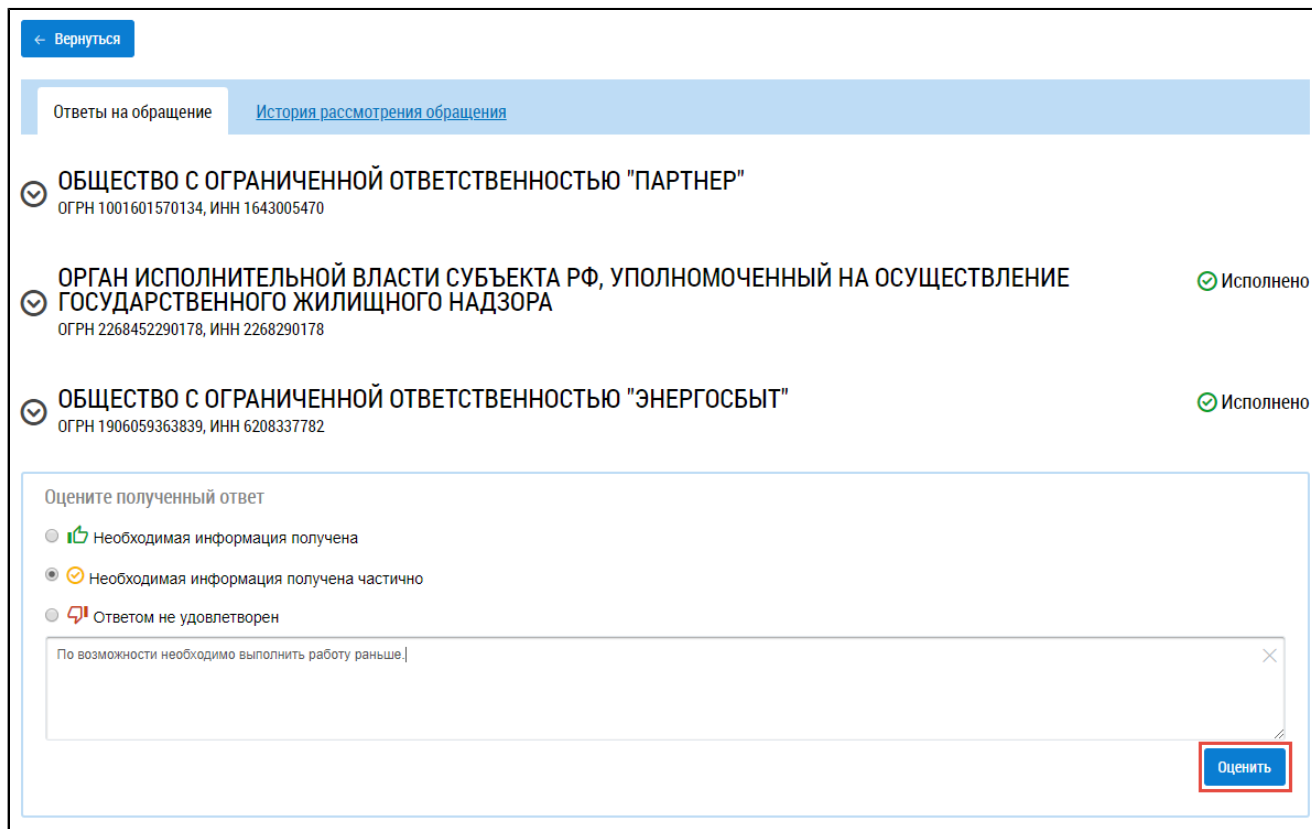 ← Вернуться
Ответы на обращение
История рассмотрения обращения
ОБЩЕСТВО С ОГРАНИЧЕННОЙ ОТВЕТСТВЕННОСТЬЮ "ПАРТНЕР"
ОГРН 1001601570134, ИНН 1643005470
ОРГАН ИСПОЛНИТЕЛЬНОЙ ВЛАСТИ СУБЪЕКТА РФ, УПОЛНОМОЧЕННЫЙ НА ОСУЩЕСТВЛЕНИЕ
ГОСУДАРСТВЕННОГО ЖИЛИЩНОГО НАДЗОРА
Исполнено
ОГРН 2268452290178, ИНН 2268290178
ОБЩЕСТВО С ОГРАНИЧЕННОЙ ОТВЕТСТВЕННОСТЬЮ "ЭНЕРГОСБЫТ"
Исполнено
ОГРН 1906059363839, ИНН 6208337782
Оцените полученный ответ
Необходимая информация получена
Необходимая информация получена частично
Ответом не удовлетворен
По возможности необходимо выполнить работу раньше.
Оценить